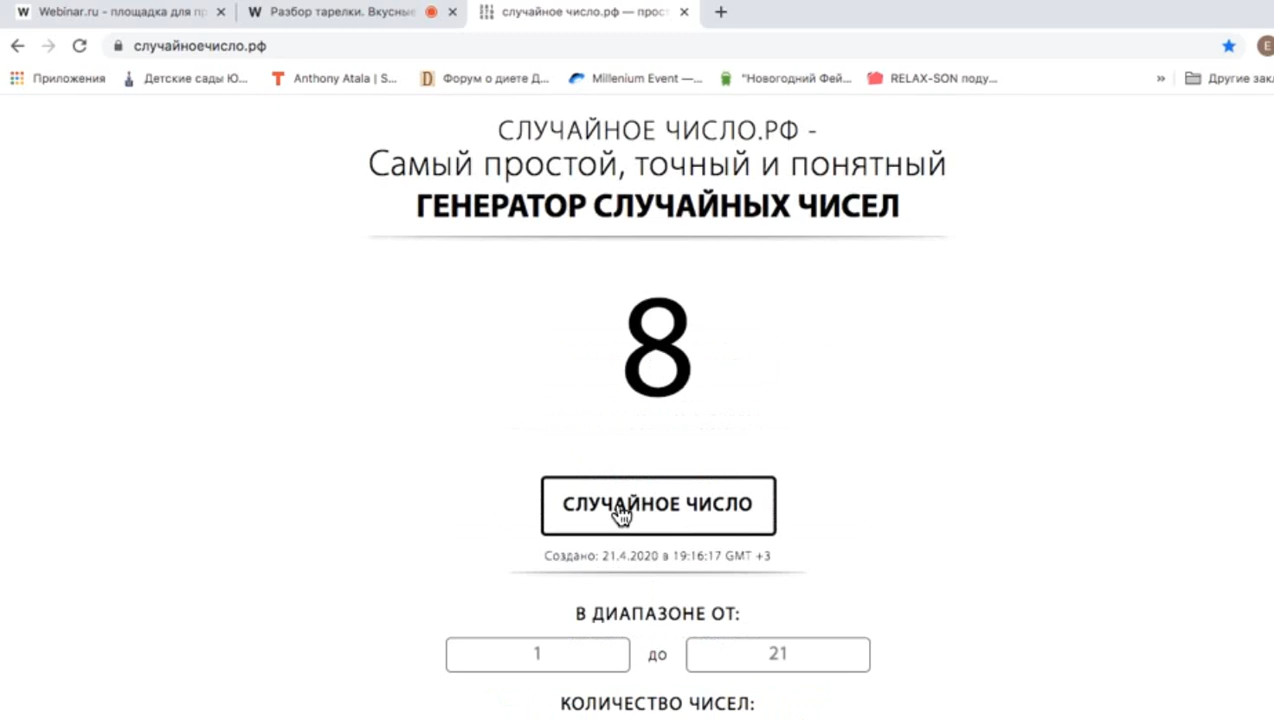 Webinar.ru – площадка для пр
Разбор тарелки. Вкусные
случайное число.рф — прос
случайноечисло.рф
E
Приложения
Детские сады Ю...
Anthony Atala | S...
Форум о диете Д...
Millenium Event —...
"Новогодний Фей...
RELAX-SON поду...
»
Другие закл
СЛУЧАЙНОЕ ЧИСЛО.РФ -
Самый простой, точный и понятный
ГЕНЕРАТОР СЛУЧАЙНЫХ ЧИСЕЛ
8
СЛУЧАЙНОЕ ЧИСЛО
Создано: 21.4.2020 в 19:16:17 GMT +3
В ДИАПАЗОНЕ ОТ:
1 до 21
КОЛИЧЕСТВО ЧИСЕЛ: